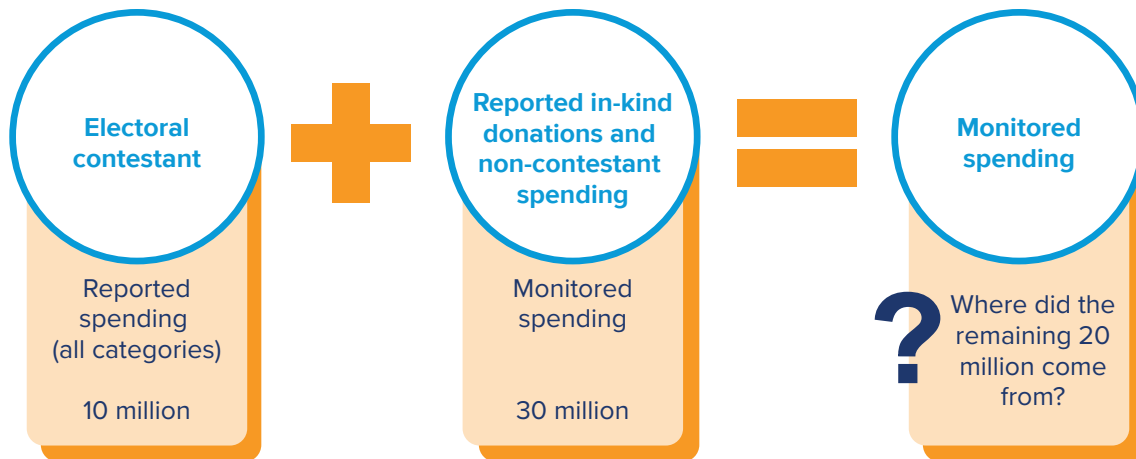 Electoral
contestant
Reported
spending
(all categories)
10 million
Reported in-kind
donations and
non-contestant
spending
Monitored
spending
30 million
Monitored
spending
?
Where did the
remaining 20
million come
from?